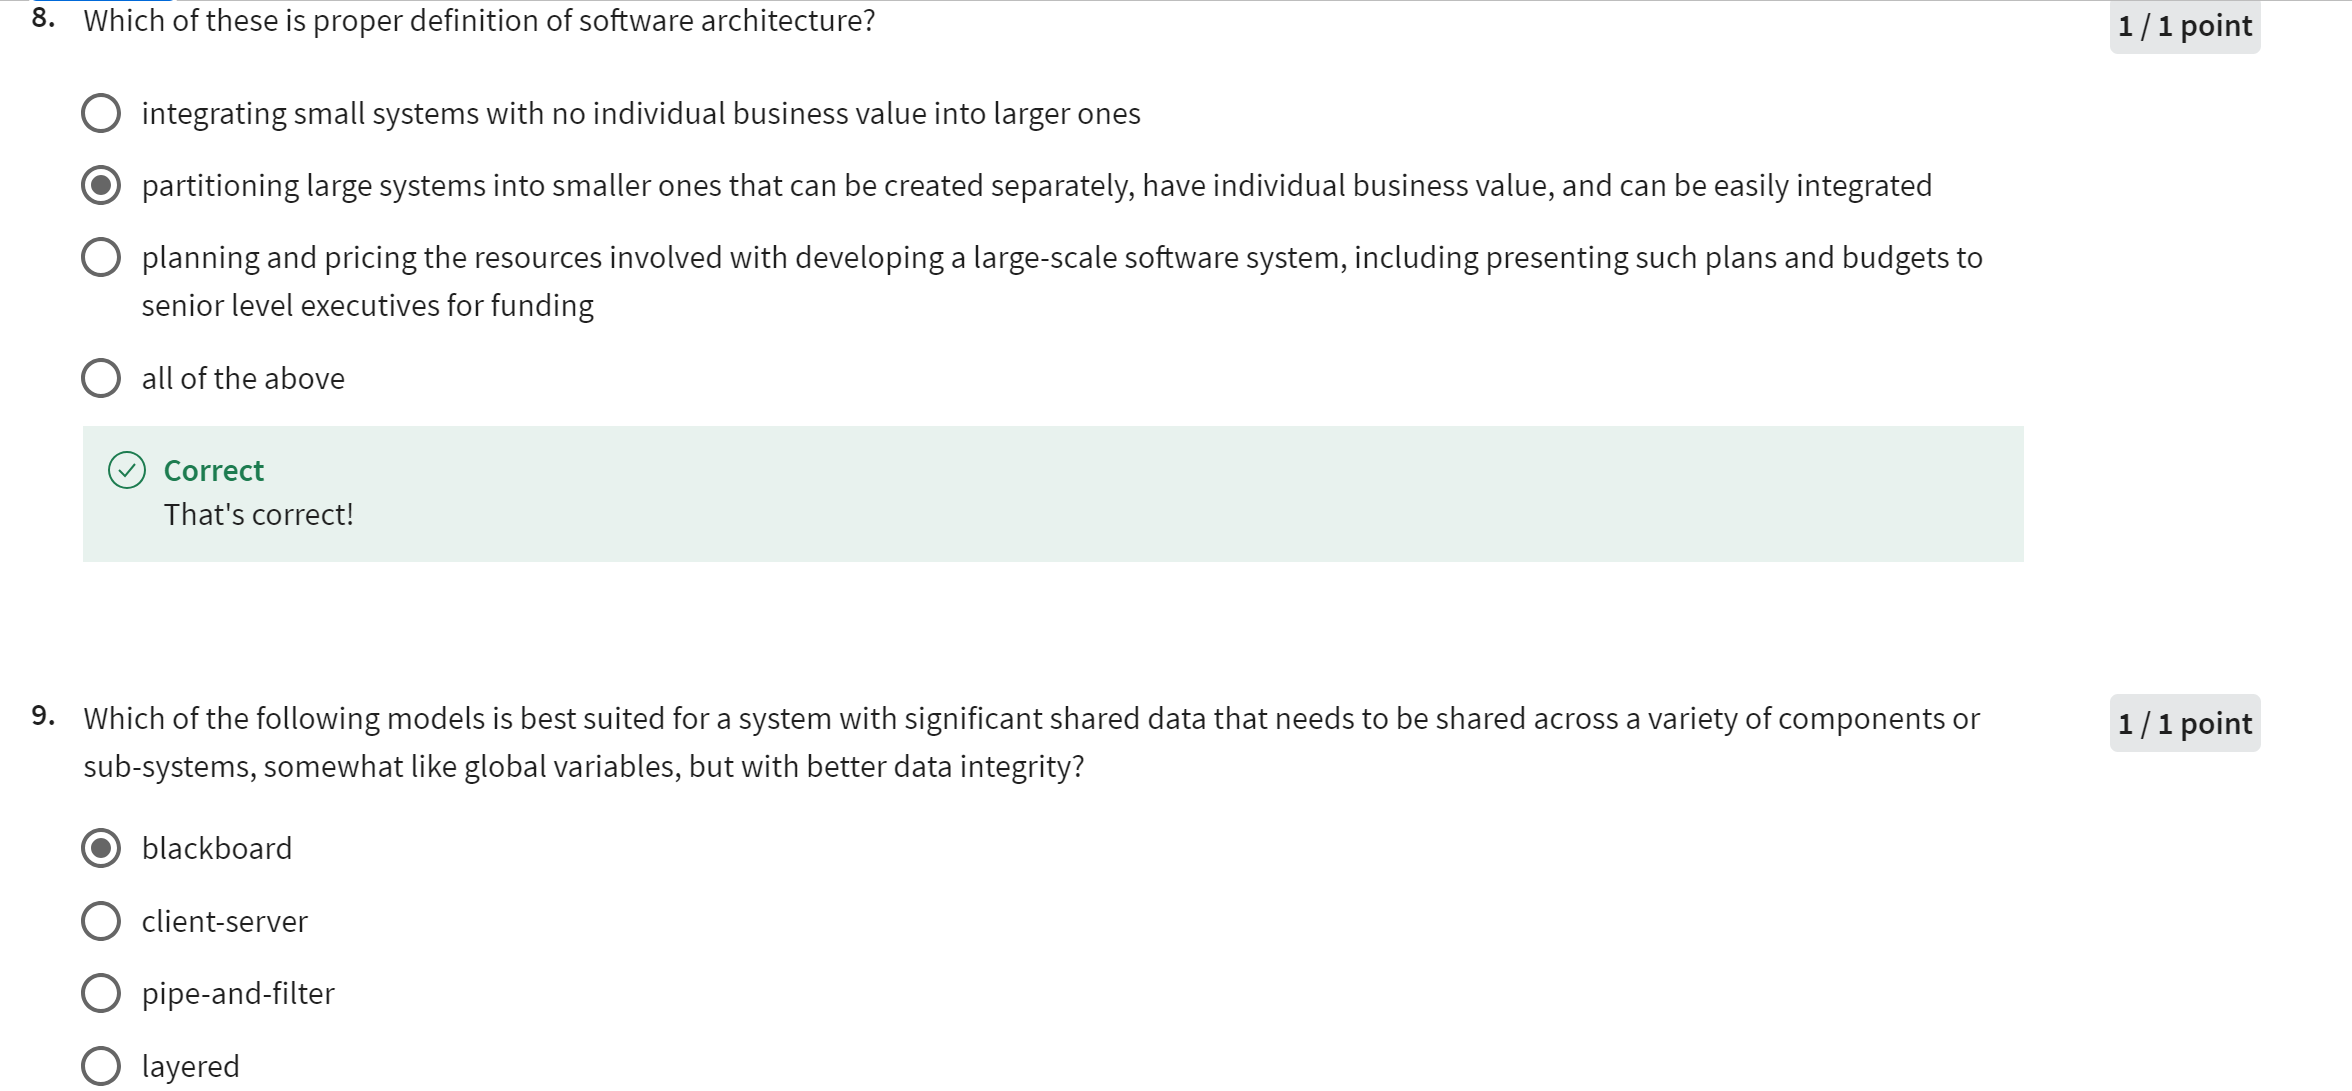 8. Which of these is proper definition of software architecture?
1 / 1 point
integrating small systems with no individual business value into larger ones
partitioning large systems into smaller ones that can be created separately, have individual business value, and can be easily integrated
planning and pricing the resources involved with developing a large-scale software system, including presenting such plans and budgets to
senior level executives for funding
all of the above
Correct
That's correct!
9. Which of the following models is best suited for a system with significant shared data that needs to be shared across a variety of components or
sub-systems, somewhat like global variables, but with better data integrity?
1 / 1 point
blackboard
client-server
pipe-and-filter
layered